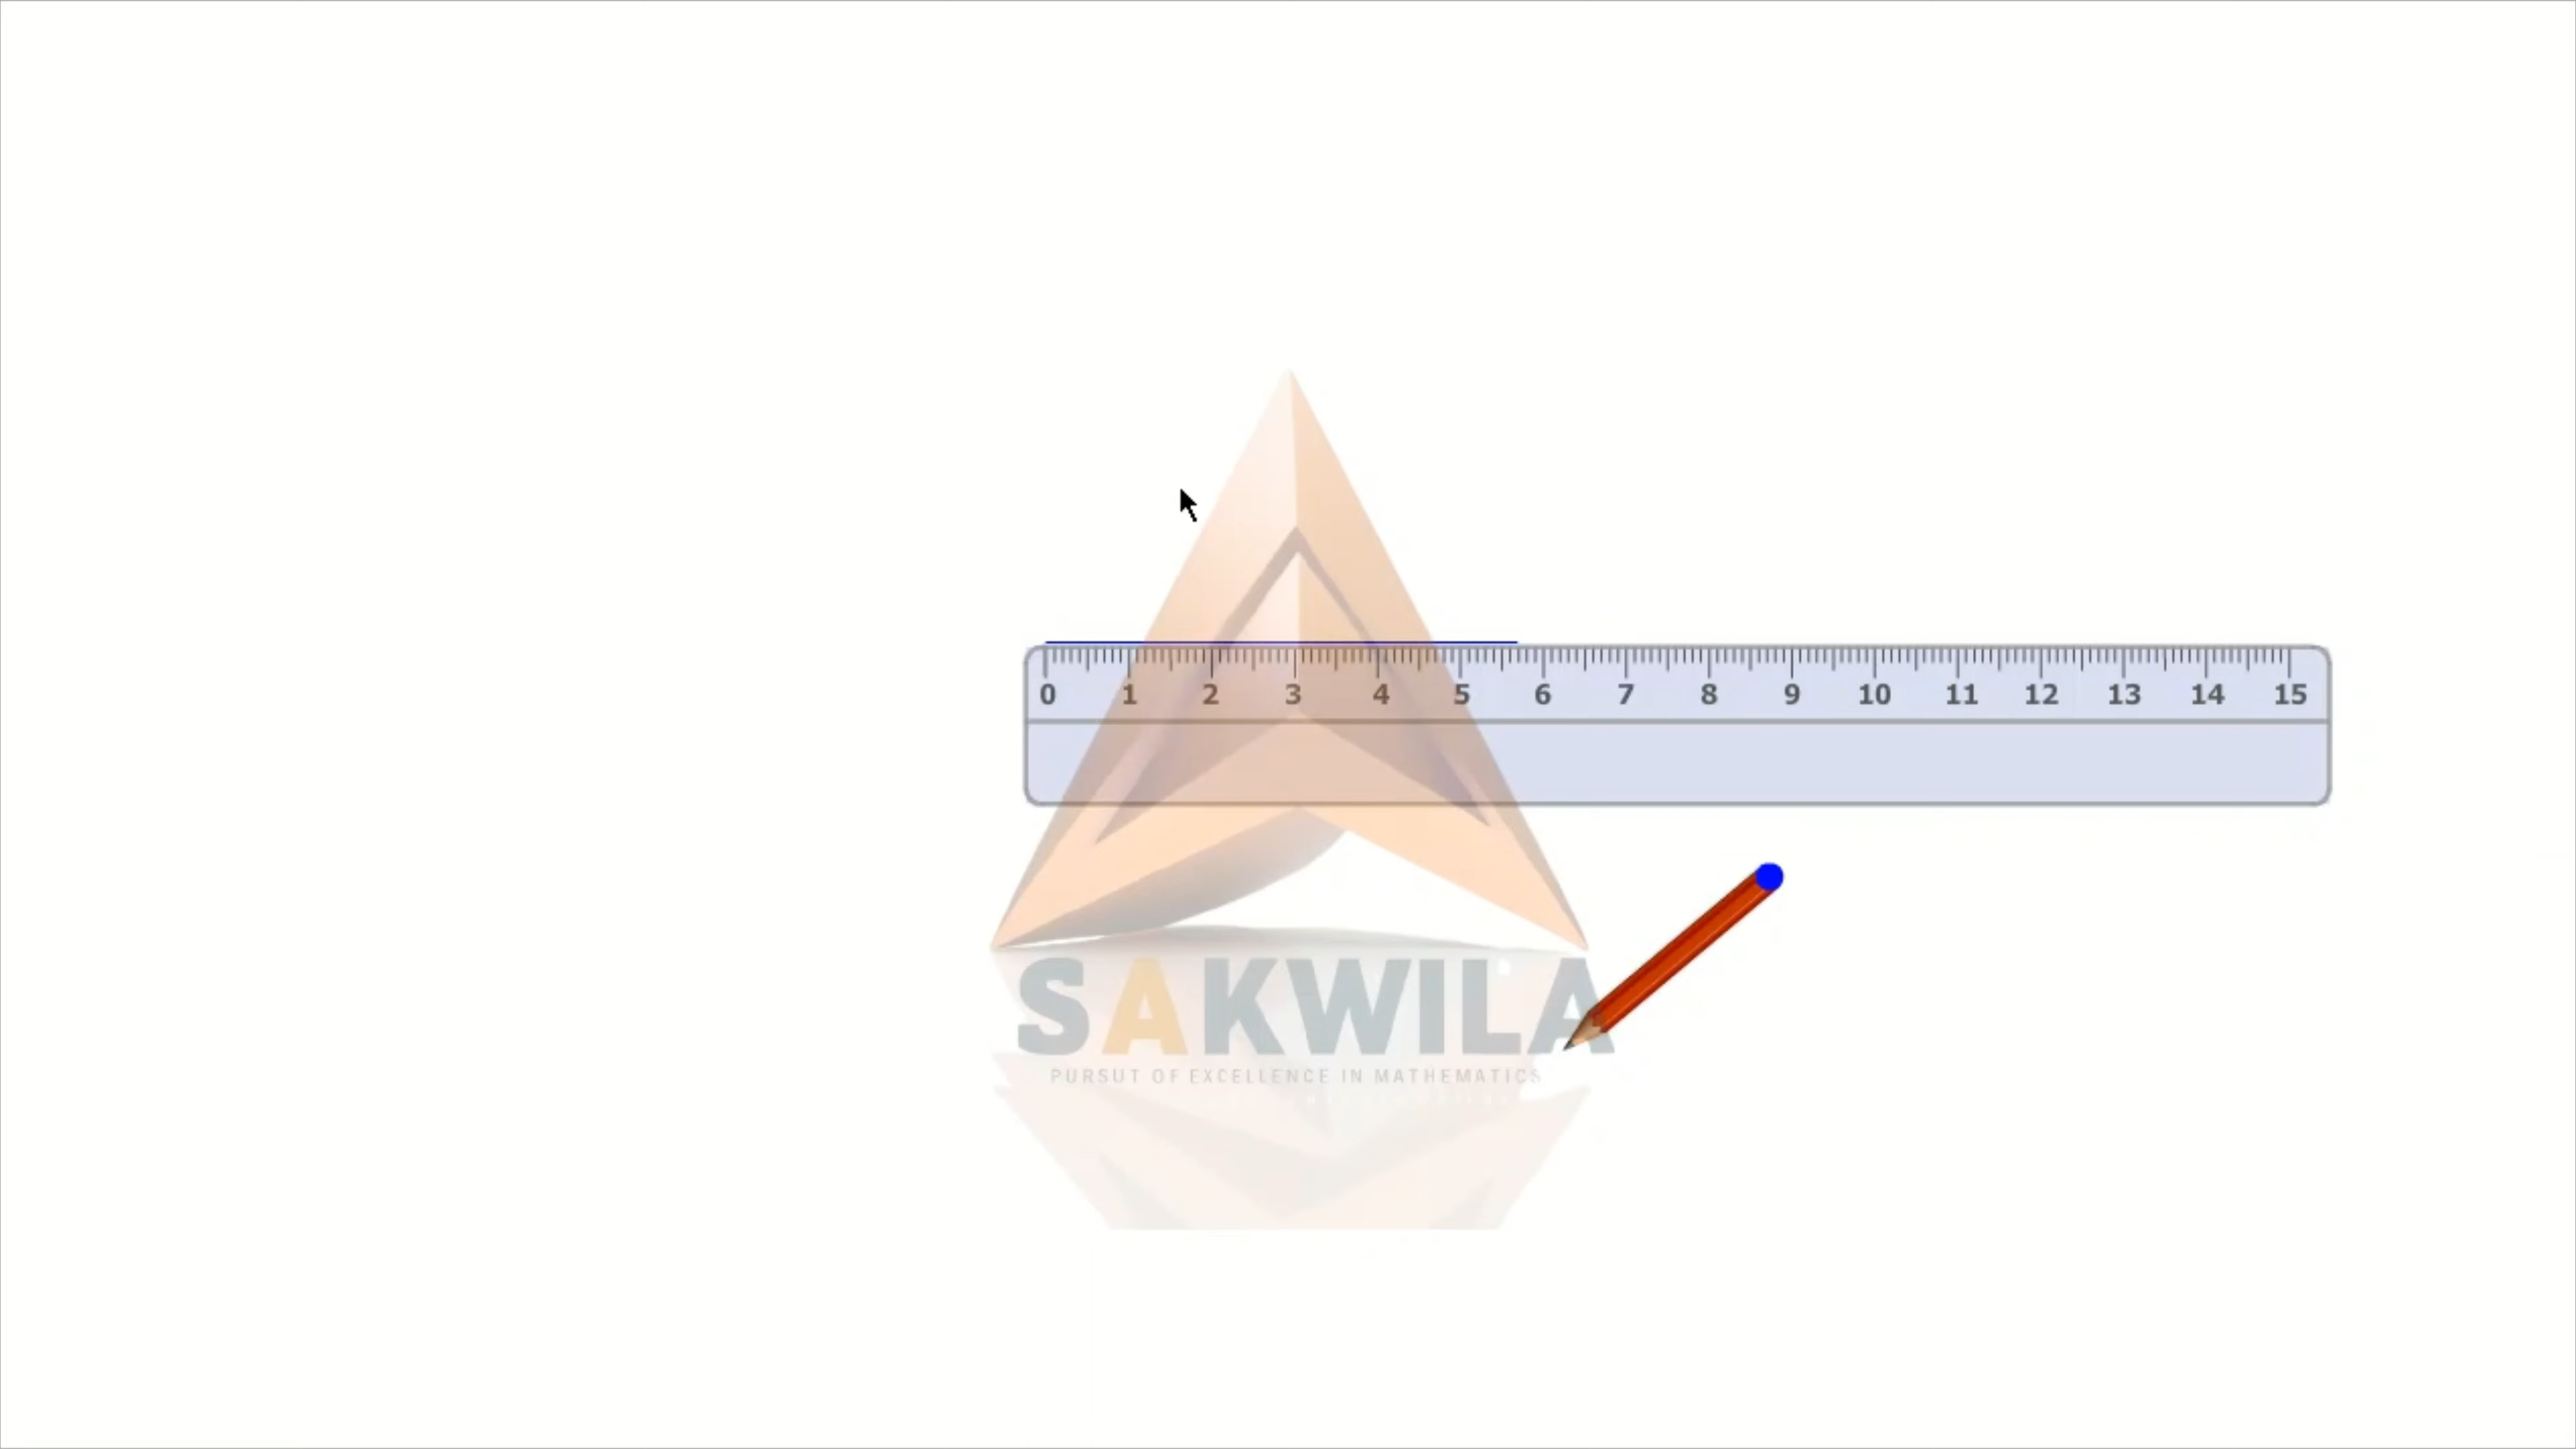 0 1 2 3 4 5 6 7 8 9 10 11 12 13 14 15
SAKWILA
PURSUT OF EXCELLENCE IN MATHEMATICS